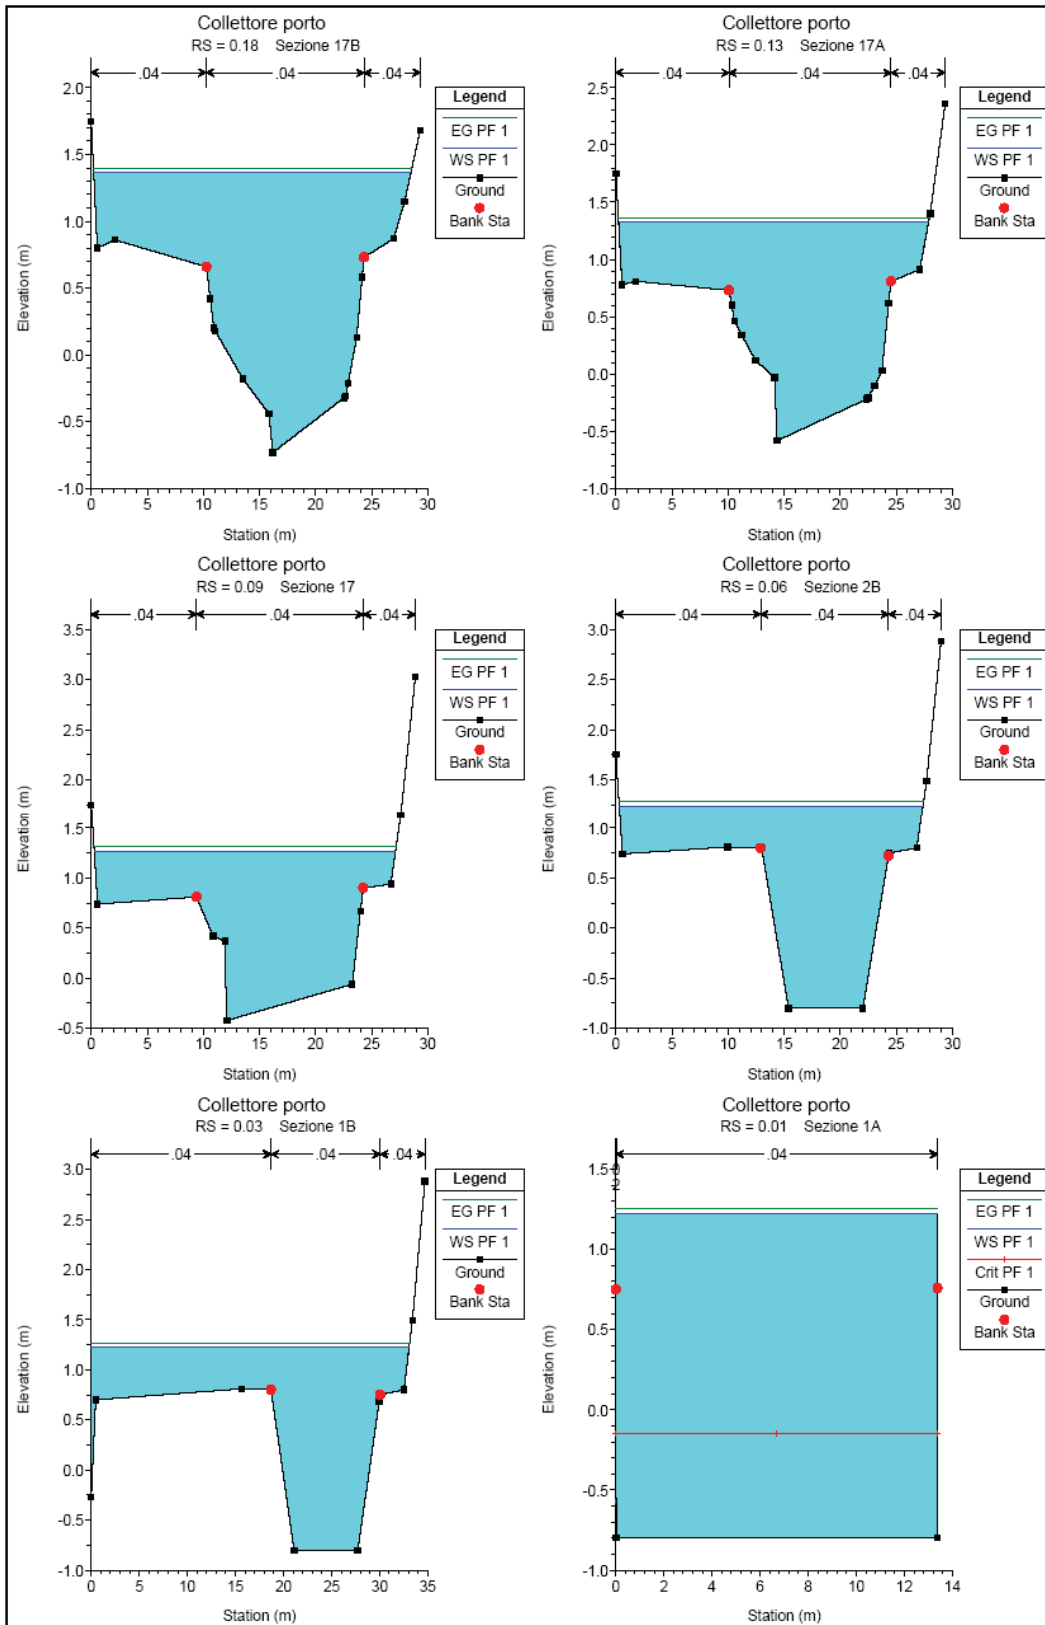 Collettore porto
RS = 0.18 Sezione 17B
.04 .04 .04
2.0
1.5
1.0
0.5
0.0
-0.5
-1.0
Elevation (m)
0 5 10 15 20 25 30
Station (m)
Legend
EG PF 1
WS PF 1
Ground
Bank Sta
Collettore porto
RS = 0.13 Sezione 17A
.04 .04 .04
2.5
2.0
1.5
1.0
0.5
0.0
-0.5
-1.0
Elevation (m)
0 5 10 15 20 25 30
Station (m)
Legend
EG PF 1
WS PF 1
Ground
Bank Sta
Collettore porto
RS = 0.09 Sezione 17
.04 .04 .04
3.5
3.0
2.5
2.0
1.5
1.0
0.5
0.0
-0.5
Elevation (m)
0 5 10 15 20 25 30
Station (m)
Legend
EG PF 1
WS PF 1
Ground
Bank Sta
Collettore porto
RS = 0.06 Sezione 2B
.04 .04 .04
3.0
2.5
2.0
1.5
1.0
0.5
0.0
-0.5
-1.0
Elevation (m)
0 5 10 15 20 25 30
Station (m)
Legend
EG PF 1
WS PF 1
Ground
Bank Sta
Collettore porto
RS = 0.03 Sezione 1B
.04 .04 .04
3.0
2.5
2.0
1.5
1.0
0.5
0.0
-0.5
-1.0
Elevation (m)
0 5 10 15 20 25 30 35
Station (m)
Legend
EG PF 1
WS PF 1
Ground
Bank Sta
Collettore porto
RS = 0.01 Sezione 1A
.04
1.5
1.0
0.5
0.0
-0.5
-1.0
Elevation (m)
0 2 4 6 8 10 12 14
Station (m)
Legend
EG PF 1
WS PF 1
Crit PF 1
Ground
Bank Sta